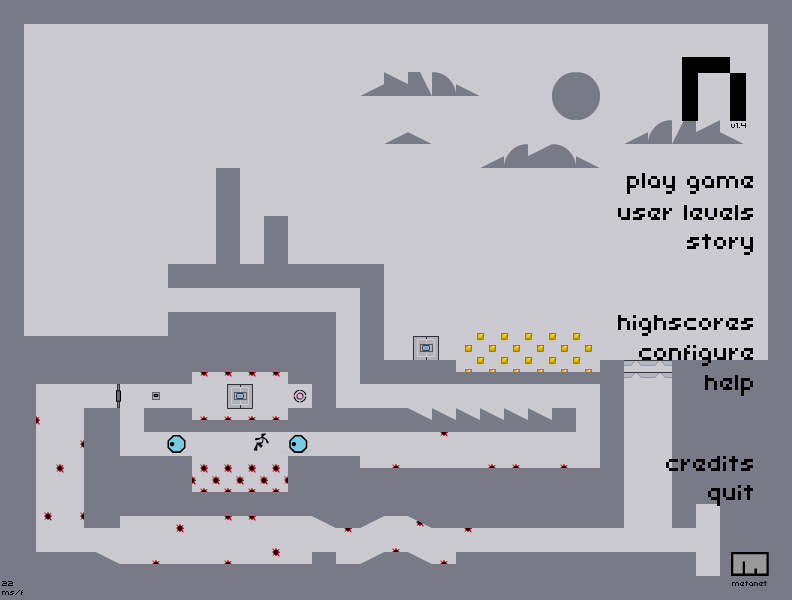 n
v1.4
play game
user levels
story
highscores
configure
help
credits
quit
metanet
22
ms/f